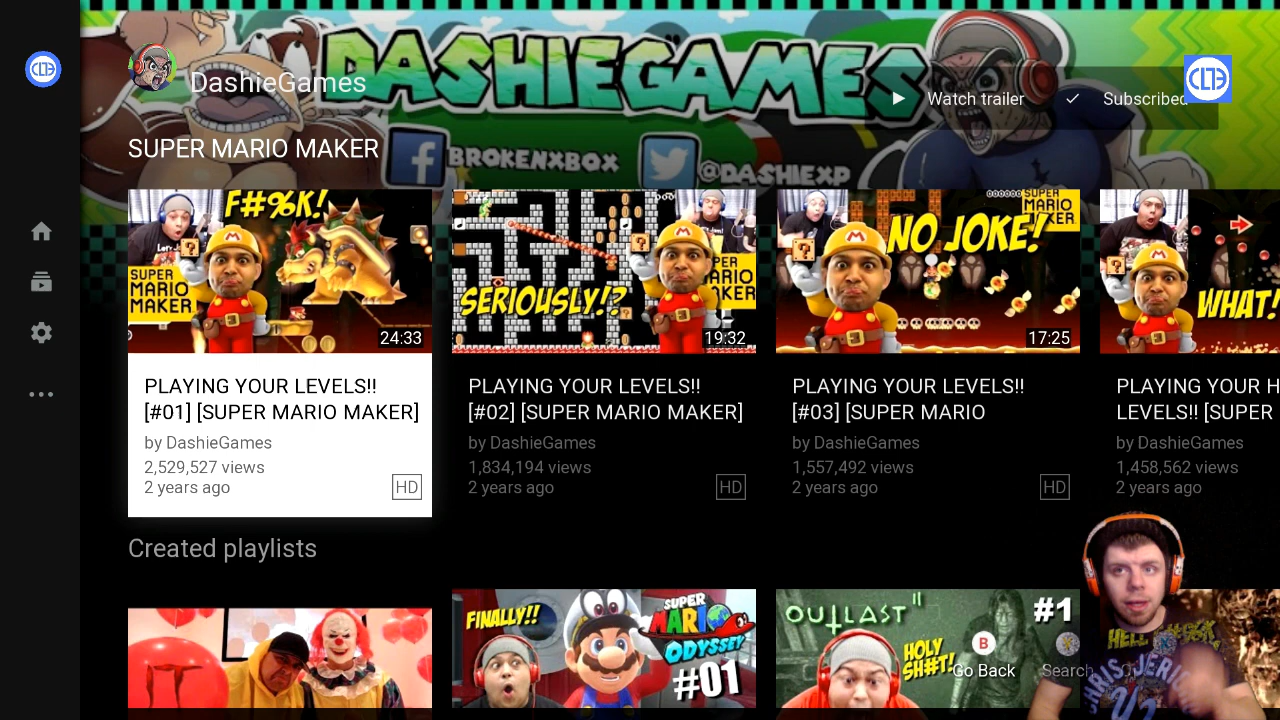 DASHIEGAMES
DashieGames
Watch trailer
Subscribed
SUPER MARIO MAKER
BROKENXBOX
@DASHIEXP
F#%K!
SUPER
MARIO
MAKER
24:33
SERIOUSLY!?
19:32
NO JOKE!
SUPER
MARIO
MAKER
17:25
WHAT!
PLAYING YOUR LEVELS!!
[#01] [SUPER MARIO MAKER]
by DashieGames
2,529,527 views
2 years ago
HD
PLAYING YOUR LEVELS!!
[#02] [SUPER MARIO MAKER]
by DashieGames
1,834,194 views
2 years ago
HD
PLAYING YOUR LEVELS!!
[#03] [SUPER MARIO
by DashieGames
1,557,492 views
2 years ago
HD
PLAYING YOUR H
LEVELS!! [SUPER
by DashieGames
1,458,562 views
2 years ago
Created playlists
FINALLY!!
SUPER
MARIO
ODYSSEY
#01
OUTLAST II
#1
HOLY
SH#T!
B
Go Back
Search